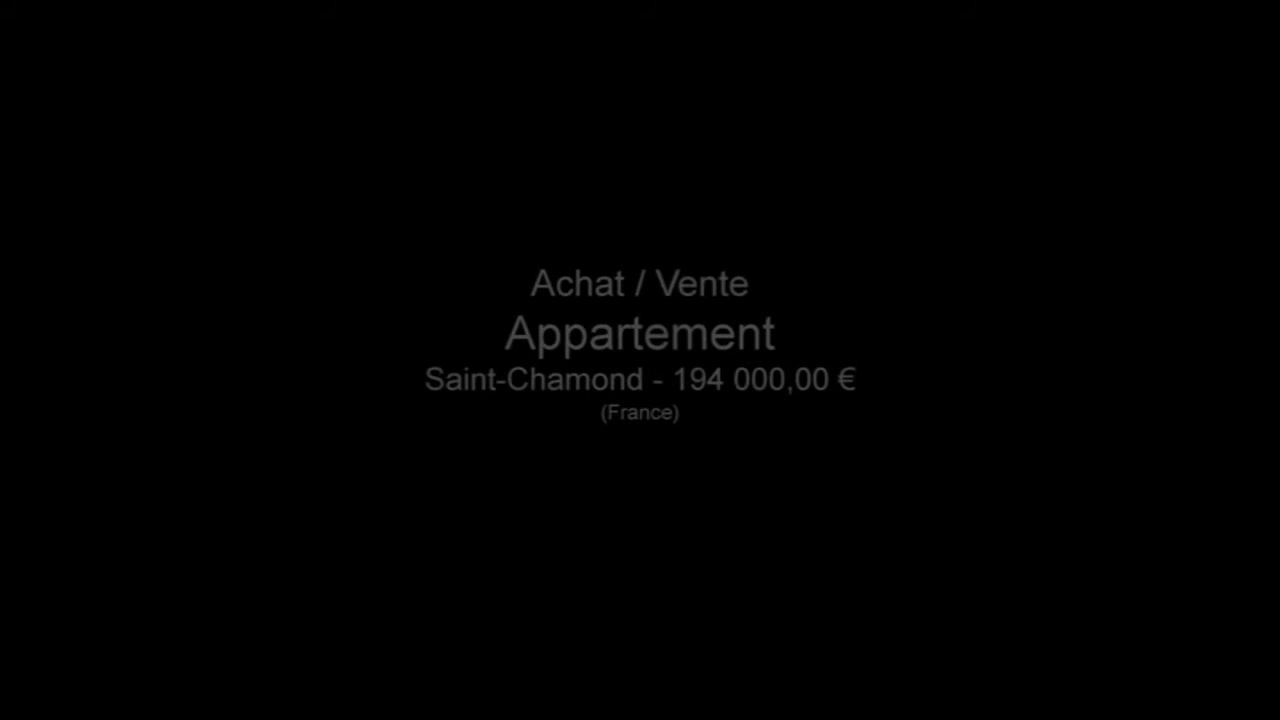 Achat / Vente
Appartement
Saint-Chamond - 194 000,00 €
(France)